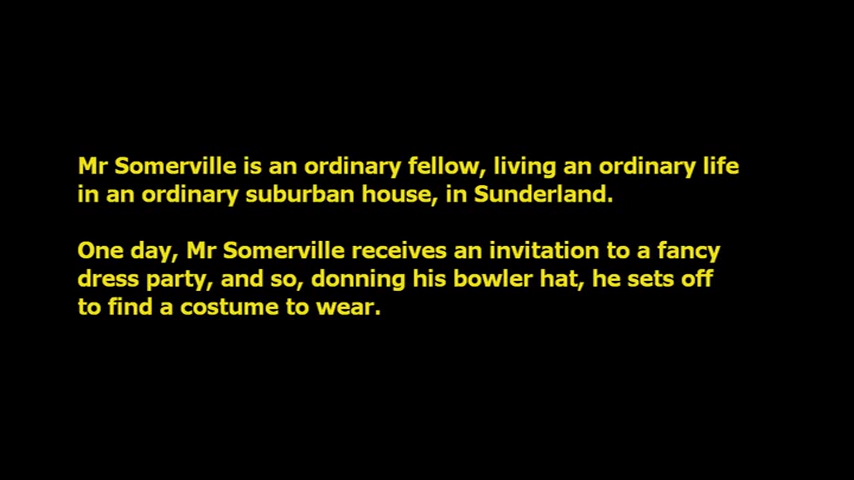 Mr Somerville is an ordinary fellow, living an ordinary life
in an ordinary suburban house, in Sunderland.
One day, Mr Somerville receives an invitation to a fancy
dress party, and so, donning his bowler hat, he sets off
to find a costume to wear.